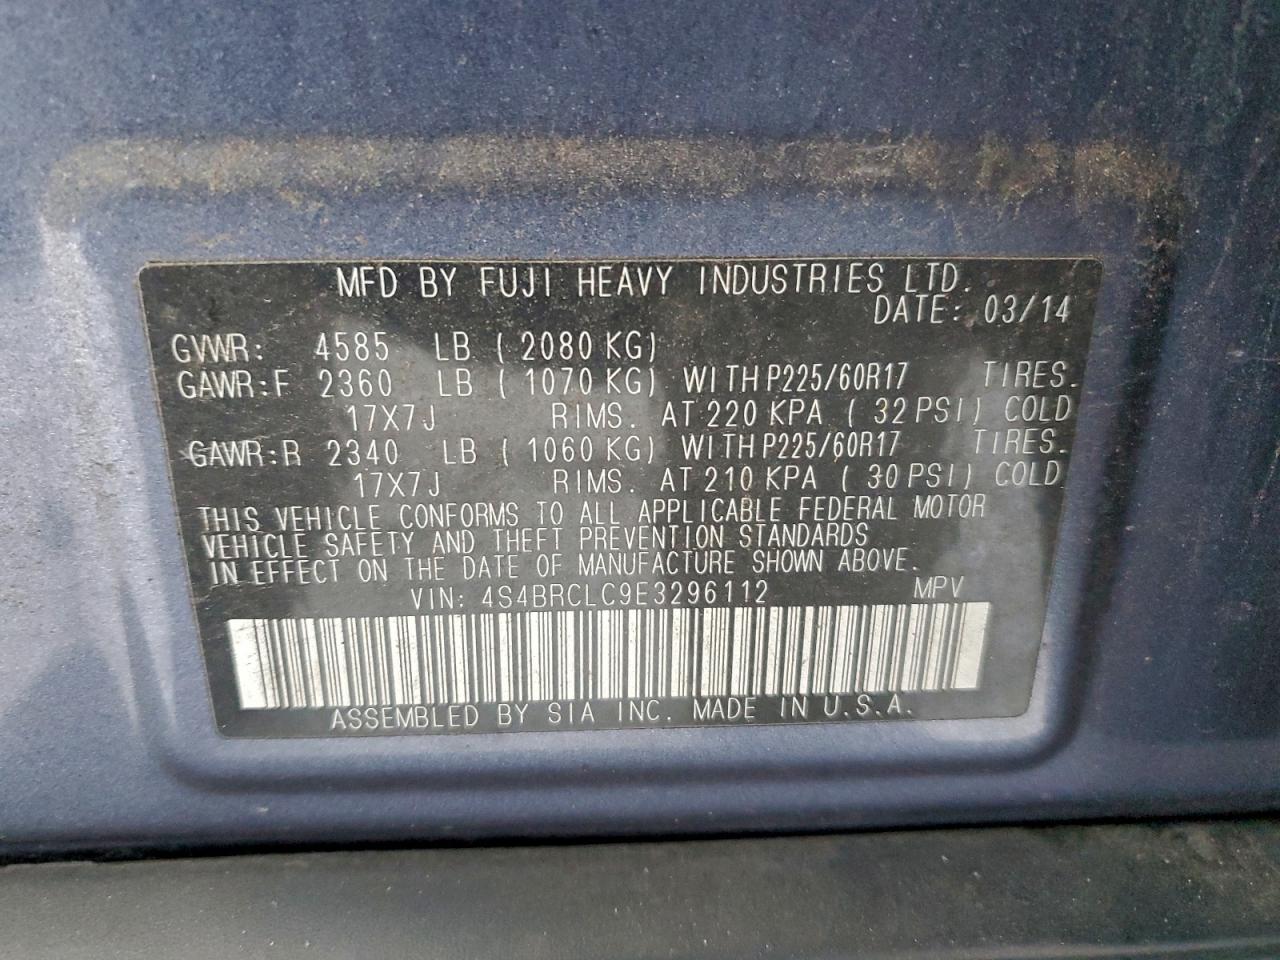 MFD BY FUJI HEAVY INDUSTRIES LTD.
DATE: 03/14
GVWR: 4585 LB ( 2080 KG)
GAWR:F 2360 LB ( 1070 KG) WITH P225/60R17 TIRES.
17X7J RIMS. AT 220 KPA ( 32 PSI) COLD
GAWR:R 2340 LB ( 1060 KG) WITH P225/60R17 TIRES.
17X7J RIMS. AT 210 KPA ( 30 PSI) COLD
THIS VEHICLE CONFORMS TO ALL APPLICABLE FEDERAL MOTOR
VEHICLE SAFETY AND THEFT PREVENTION STANDARDS
IN EFFECT ON THE DATE OF MANUFACTURE SHOWN ABOVE.
VIN: 4S4BRCLC9E3296112 MPV
ASSEMBLED BY SIA INC. MADE IN U.S.A.